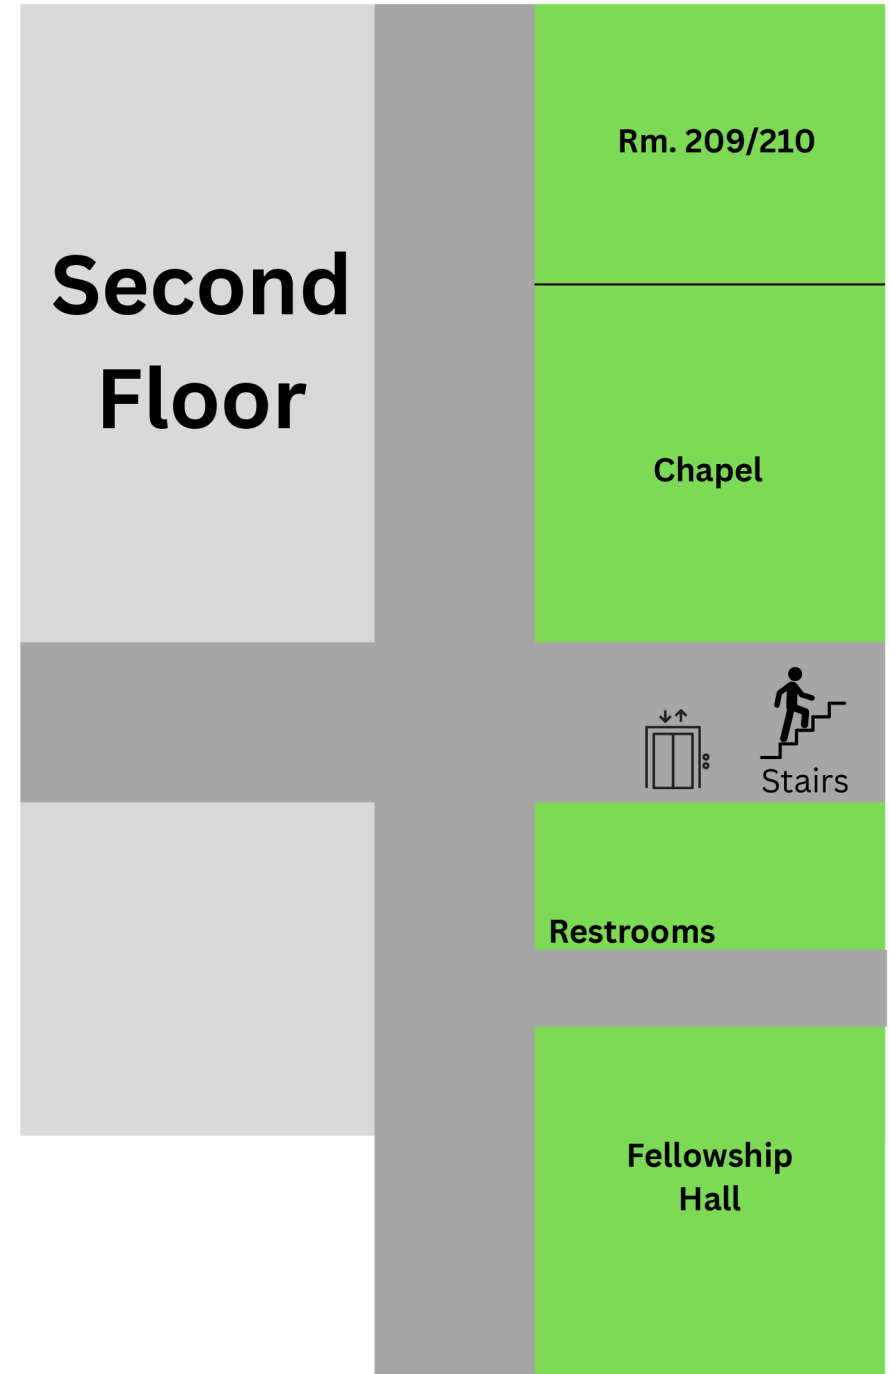 Rm. 209/210
Second
Floor
Chapel
Stairs
Restrooms
Fellowship
Hall